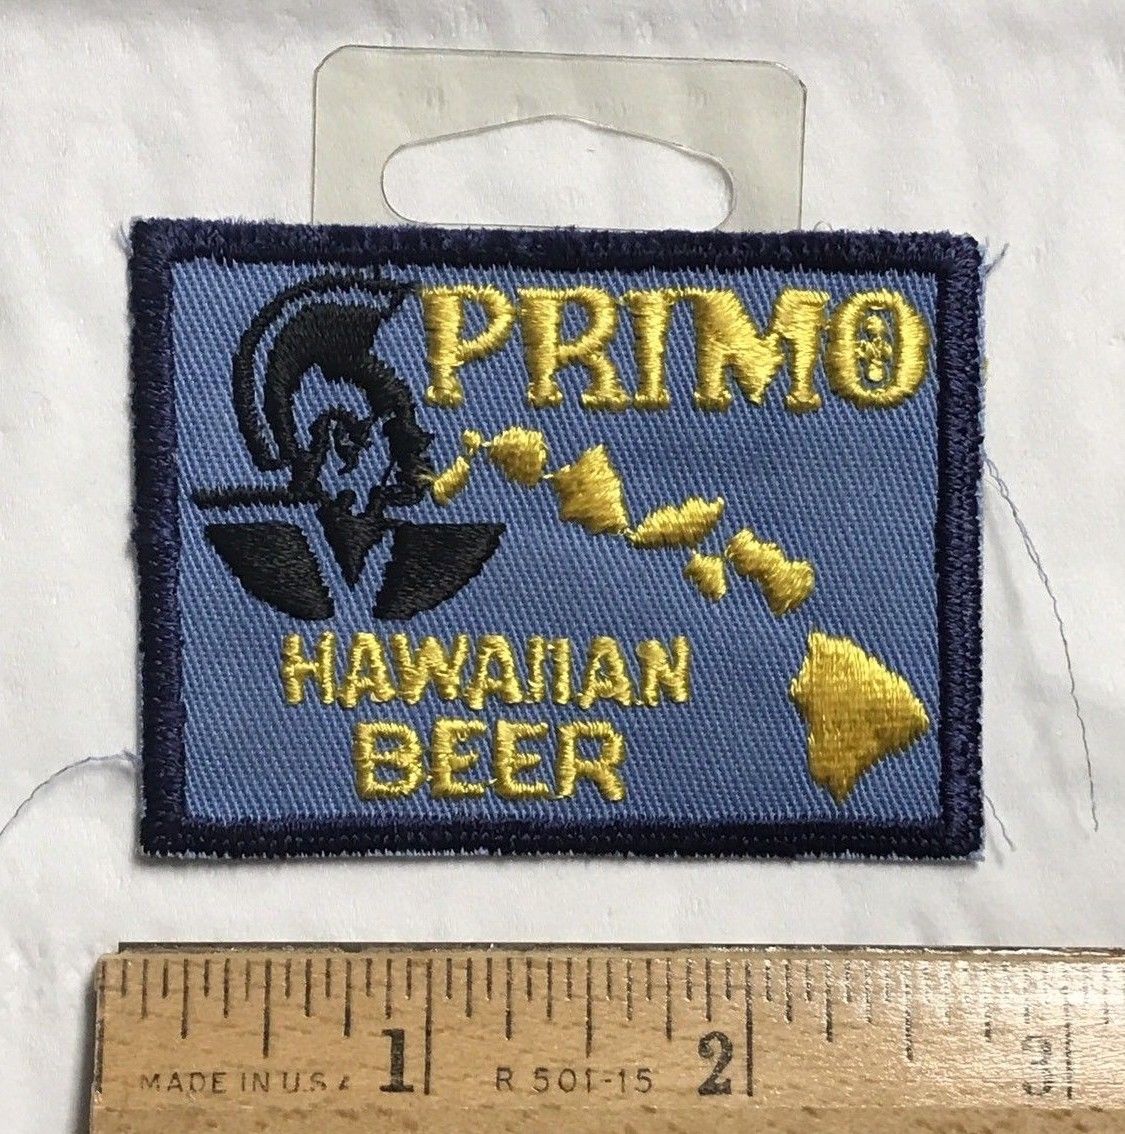 PRIMO
HAWAIIAN
BEER
1 2 3
MADE IN U.S.A R 501-15